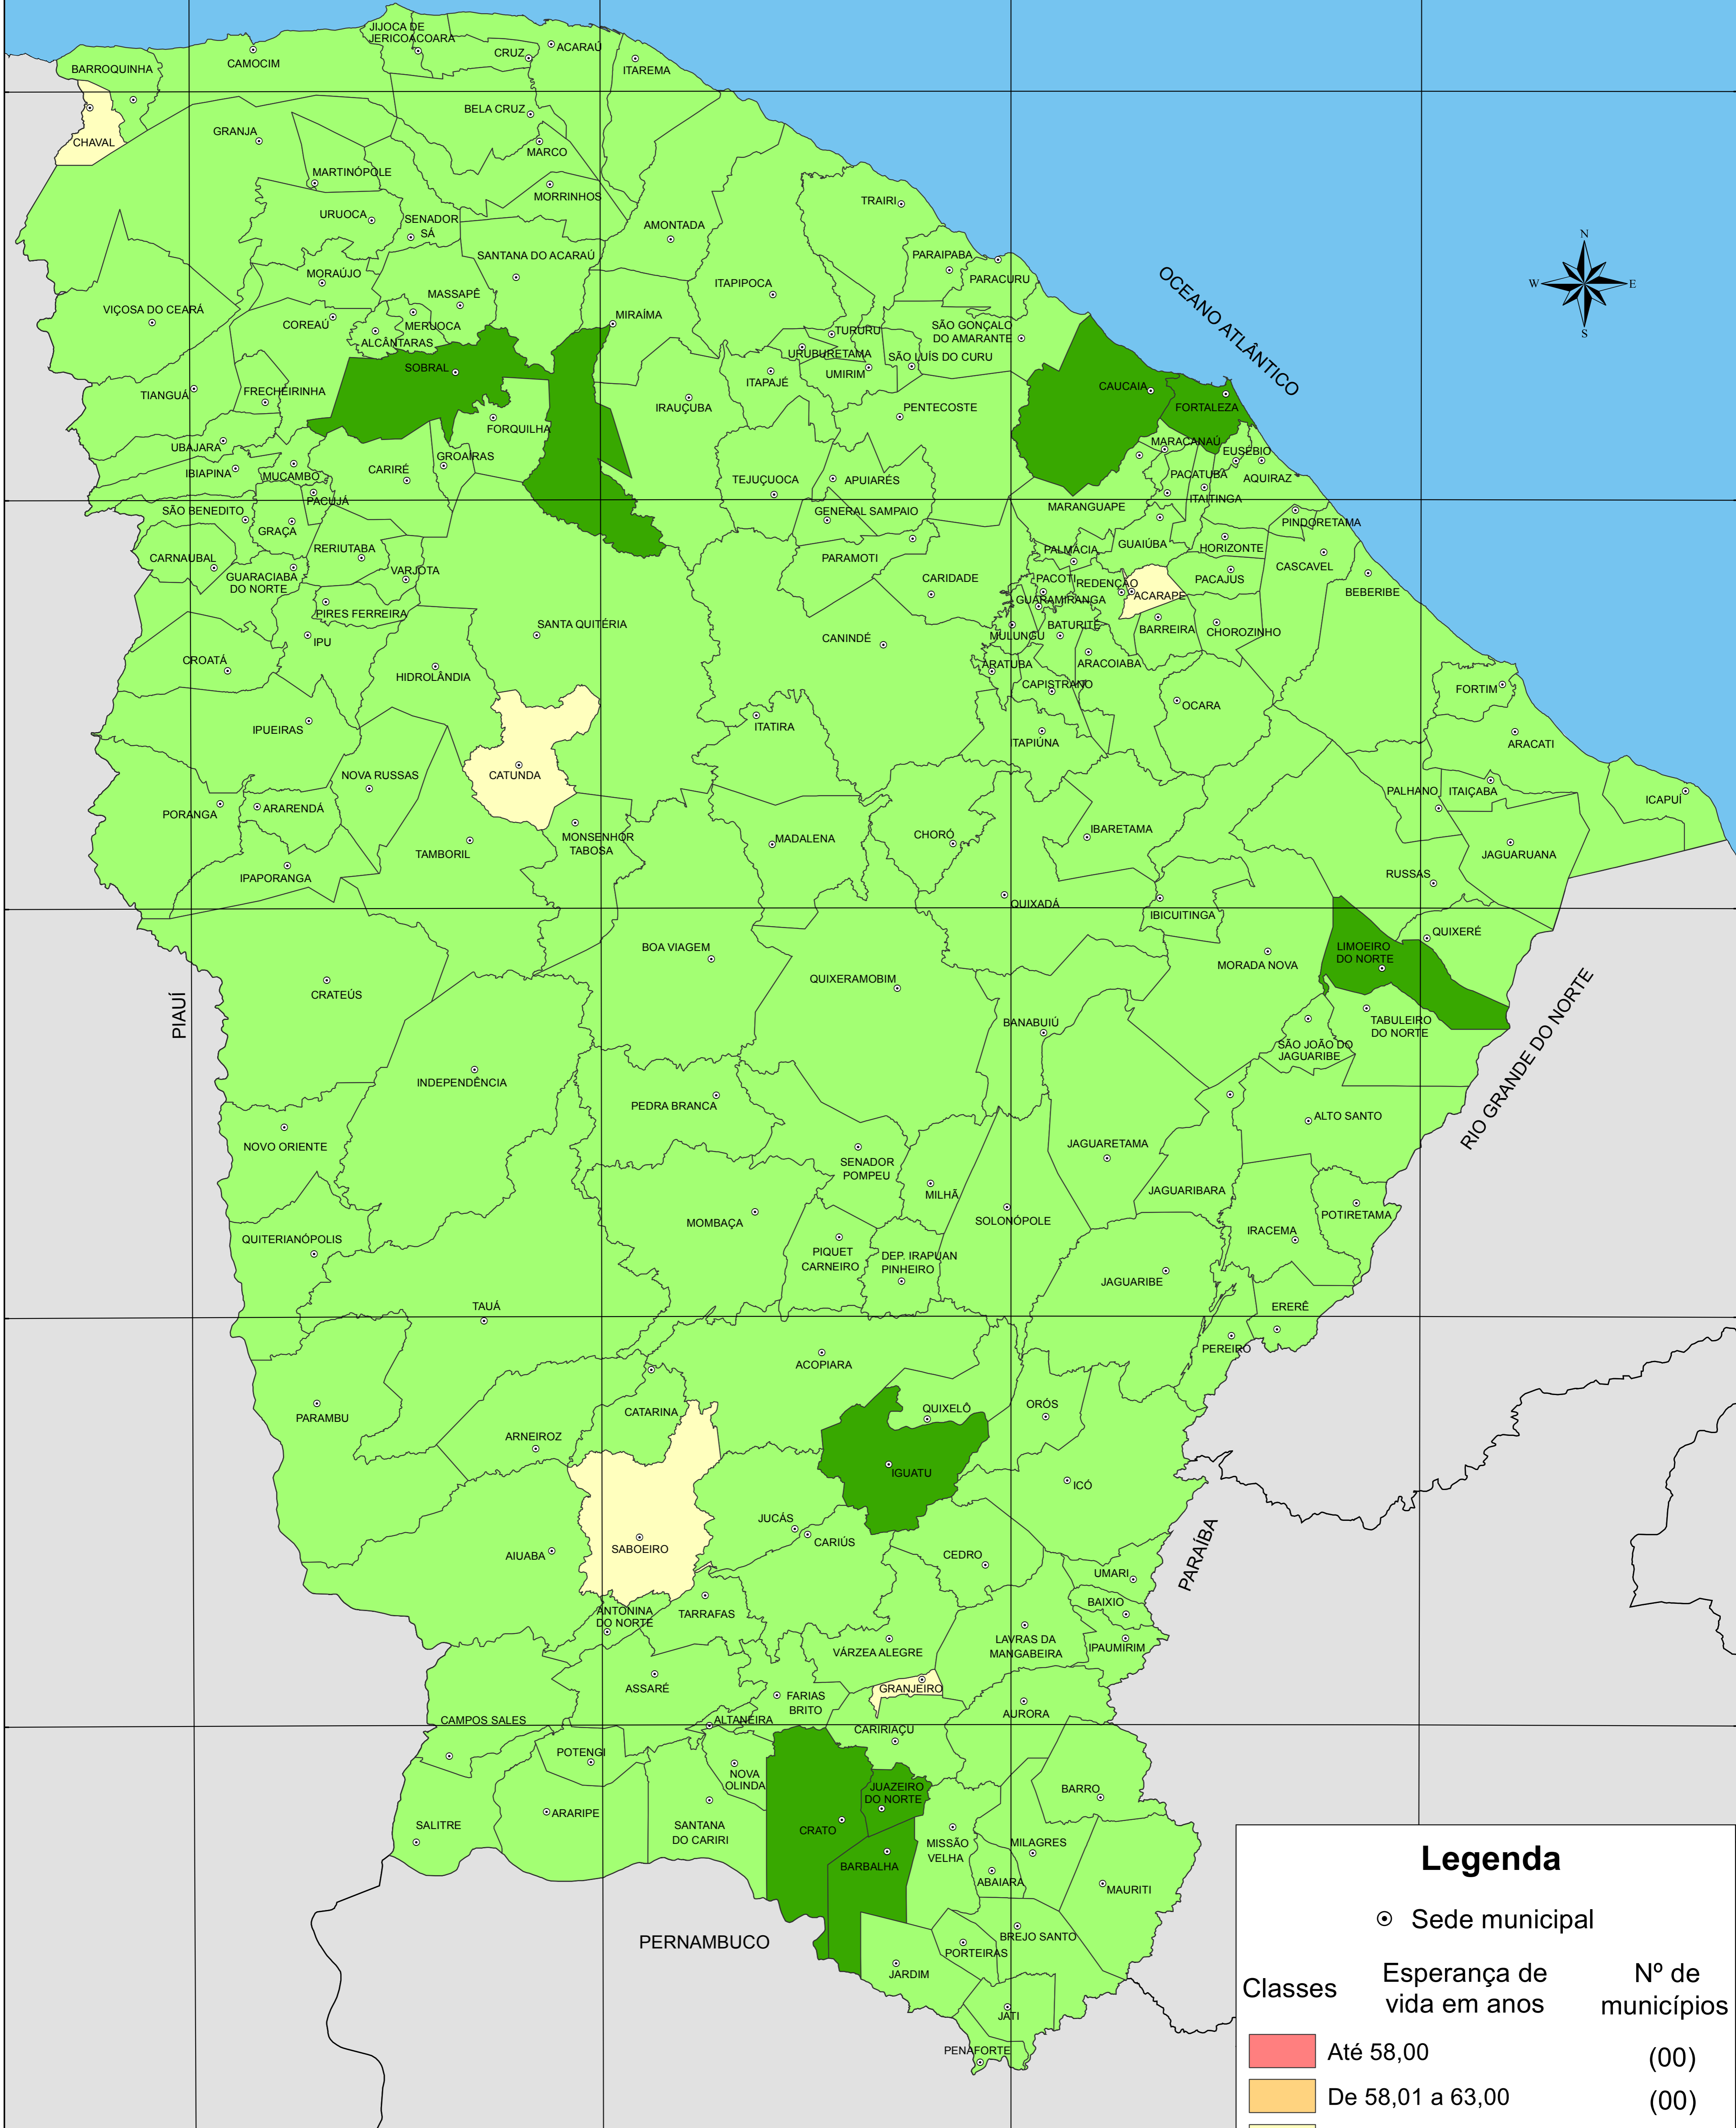 JIJOCA DE
JERICOACOARA
CRUZ
ACARAÚ
ITAREMA
CAMOCIM
BARROQUINHA
CHAVAL
GRANJA
BELA CRUZ
MARCO
MARTINÓPOLE
MORRINHOS
URUOCA
SENADOR
SÁ
AMONTADA
TRAIRI
SANTANA DO ACARAÚ
MORAÚJO
MASSAPÊ
ITAPIPOCA
PARAIPABA
PARACURU
VIÇOSA DO CEARÁ
COREAÚ
MERUOCA
ALCÂNTARAS
MIRAÍMA
TURURU
URUBURETAMA
SÃO GONÇALO
DO AMARANTE
SÃO LUÍS DO CURU
UMIRIM
ITAPAJÉ
OCEANO ATLÂNTICO
N
W
E
S
SOBRAL
TIANGUÁ
FRECHEIRINHA
IRAUÇUBA
PENTECOSTE
CAUCAIA
FORTALEZA
FORQUILHA
UBAJARA
IBIAPINA
MUCAMBO
CARIRÉ
GROAÍRAS
PACUJÁ
TEJUÇUOCA
APUIARÉS
MARACANAÚ
EUSÉBIO
PACATUBA
AQUIRAZ
ITAITINGA
MARANGUAPE
SÃO BENEDITO
GRAÇA
GENERAL SAMPAIO
PINDORETAMA
CARNAUBAL
RERIUTABA
GUARACIABA
DO NORTE
VARJOTA
PARAMOTI
PALMÁCIA
GUAIÚBA
HORIZONTE
CASCAVEL
CARIDADE
PACOTI
REDENÇÃO
PACAJUS
BEBERIBE
GUARAMIRANGA
ACARAPE
PIRES FERREIRA
IPU
SANTA QUITÉRIA
CANINDÉ
MULUNGU
BATURITÉ
BARREIRA
CHOROZINHO
CROATÁ
HIDROLÂNDIA
ARATUBA
ARACOIABA
CAPISTRANO
OCARA
FORTIM
IPUEIRAS
ITATIRA
ITAPIÚNA
ARACATI
CATUNDA
NOVA RUSSAS
PORANGA
ARARENDÁ
PALHANO
ITAIÇABA
ICAPUÍ
TAMBORIL
MONSENHOR
TABOSA
MADALENA
CHORÓ
IBARETAMA
JAGUARUANA
IPAPORANGA
RUSSAS
QUIXADÁ
IBICUITINGA
BOA VIAGEM
QUIXERAMOBIM
MORADA NOVA
LIMOEIRO
DO NORTE
QUIXERÉ
CRATEÚS
PIAUÍ
BANABUIÚ
TABULEIRO
DO NORTE
SÃO JOÃO DO
JAGUARIBE
RIO GRANDE DO NORTE
INDEPENDÊNCIA
PEDRA BRANCA
ALTO SANTO
NOVO ORIENTE
JAGUARETAMA
SENADOR
POMPEU
MILHÃ
JAGUARIBARA
POTIRETAMA
MOMBAÇA
SOLONÓPOLE
IRACEMA
QUITERIANÓPOLIS
PIQUET
CARNEIRO
DEP. IRAPUAN
PINHEIRO
JAGUARIBE
TAUÁ
ERERÊ
PEREIRO
ACOPIARA
PARAMBU
CATARINA
QUIXELÔ
ORÓS
ARNEIROZ
IGUATU
ICÓ
JUCÁS
CARIÚS
AIUABA
SABOEIRO
CEDRO
UMARI
PARAÍBA
BAIXIO
ANTONINA
DO NORTE
TARRAFAS
VÁRZEA ALEGRE
LAVRAS DA
MANGABEIRA
IPAUMIRIM
ASSARÉ
GRANJEIRO
FARIAS
BRITO
AURORA
CAMPOS SALES
ALTANEIRA
CARIRIAÇU
POTENGI
NOVA
OLINDA
JUAZEIRO
DO NORTE
BARRO
ARARIPE
SALITRE
SANTANA
DO CARIRI
CRATO
MISSÃO
VELHA
MILAGRES
BARBALHA
ABAIARA
MAURITI
BREJO SANTO
PERNAMBUCO
PORTEIRAS
JARDIM
JATI
PENAFORTE
Legenda
Sede municipal
Classes
Esperança de
vida em anos
Nº de
municípios
Até 58,00
(00)
De 58,01 a 63,00
(00)